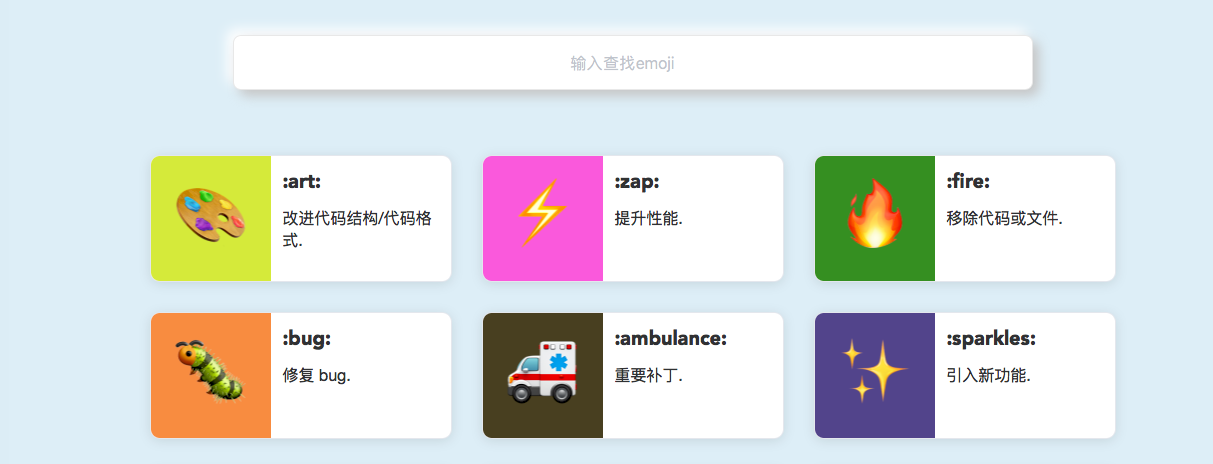 输入查找emoji
:art:
改进代码结构/代码格
式.
:zap:
提升性能.
:fire:
移除代码或文件.
:bug:
修复 bug.
:ambulance:
重要补丁.
:sparkles:
引入新功能.